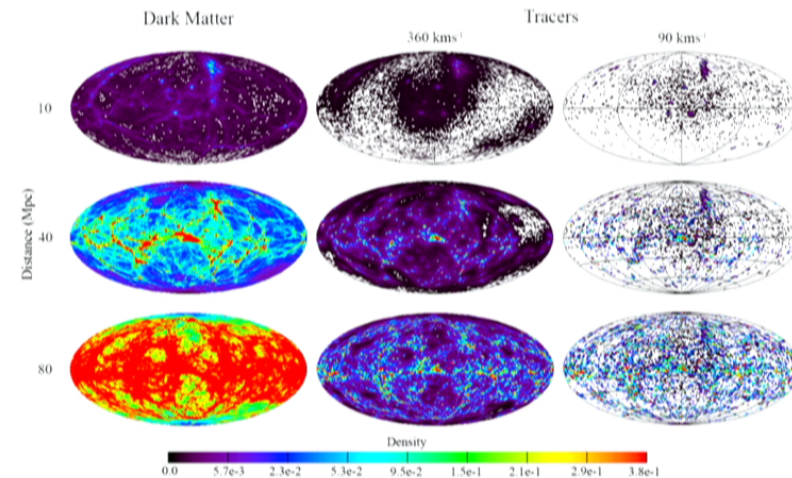 Dark Matter
Tracers
360 kms⁻¹
90 kms⁻¹
10
40
80
Distance (Mpc)
Density
0.0 5.7e-3 2.3e-2 5.3e-2 9.5e-2 1.5e-1 2.1e-1 2.9e-1 3.8e-1